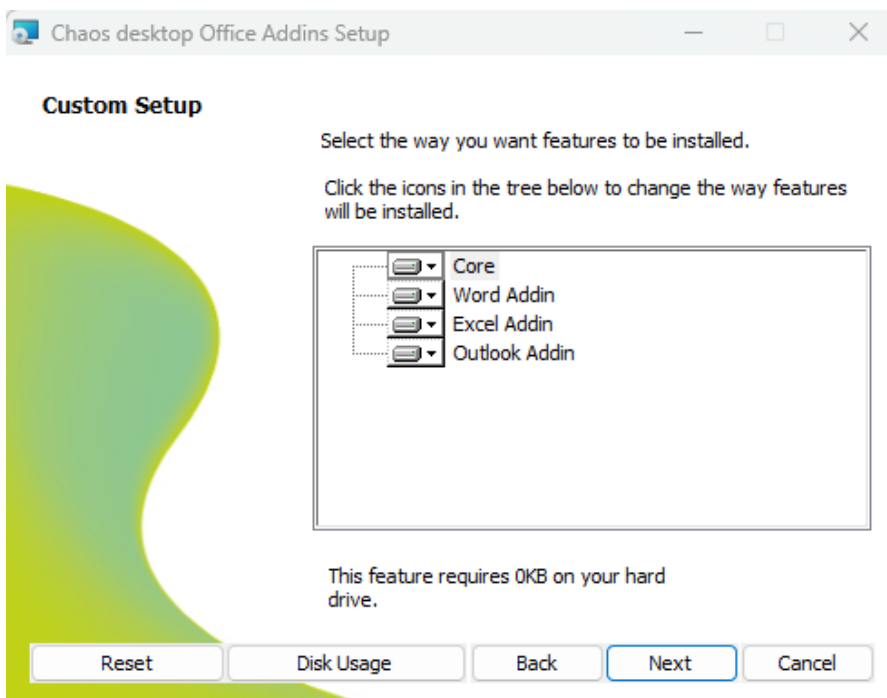 Chaos desktop Office Addins Setup
Custom Setup
Select the way you want features to be installed.
Click the icons in the tree below to change the way features
will be installed.
Core
Word Addin
Excel Addin
Outlook Addin
This feature requires 0KB on your hard
drive.
Reset
Disk Usage
Back
Next
Cancel